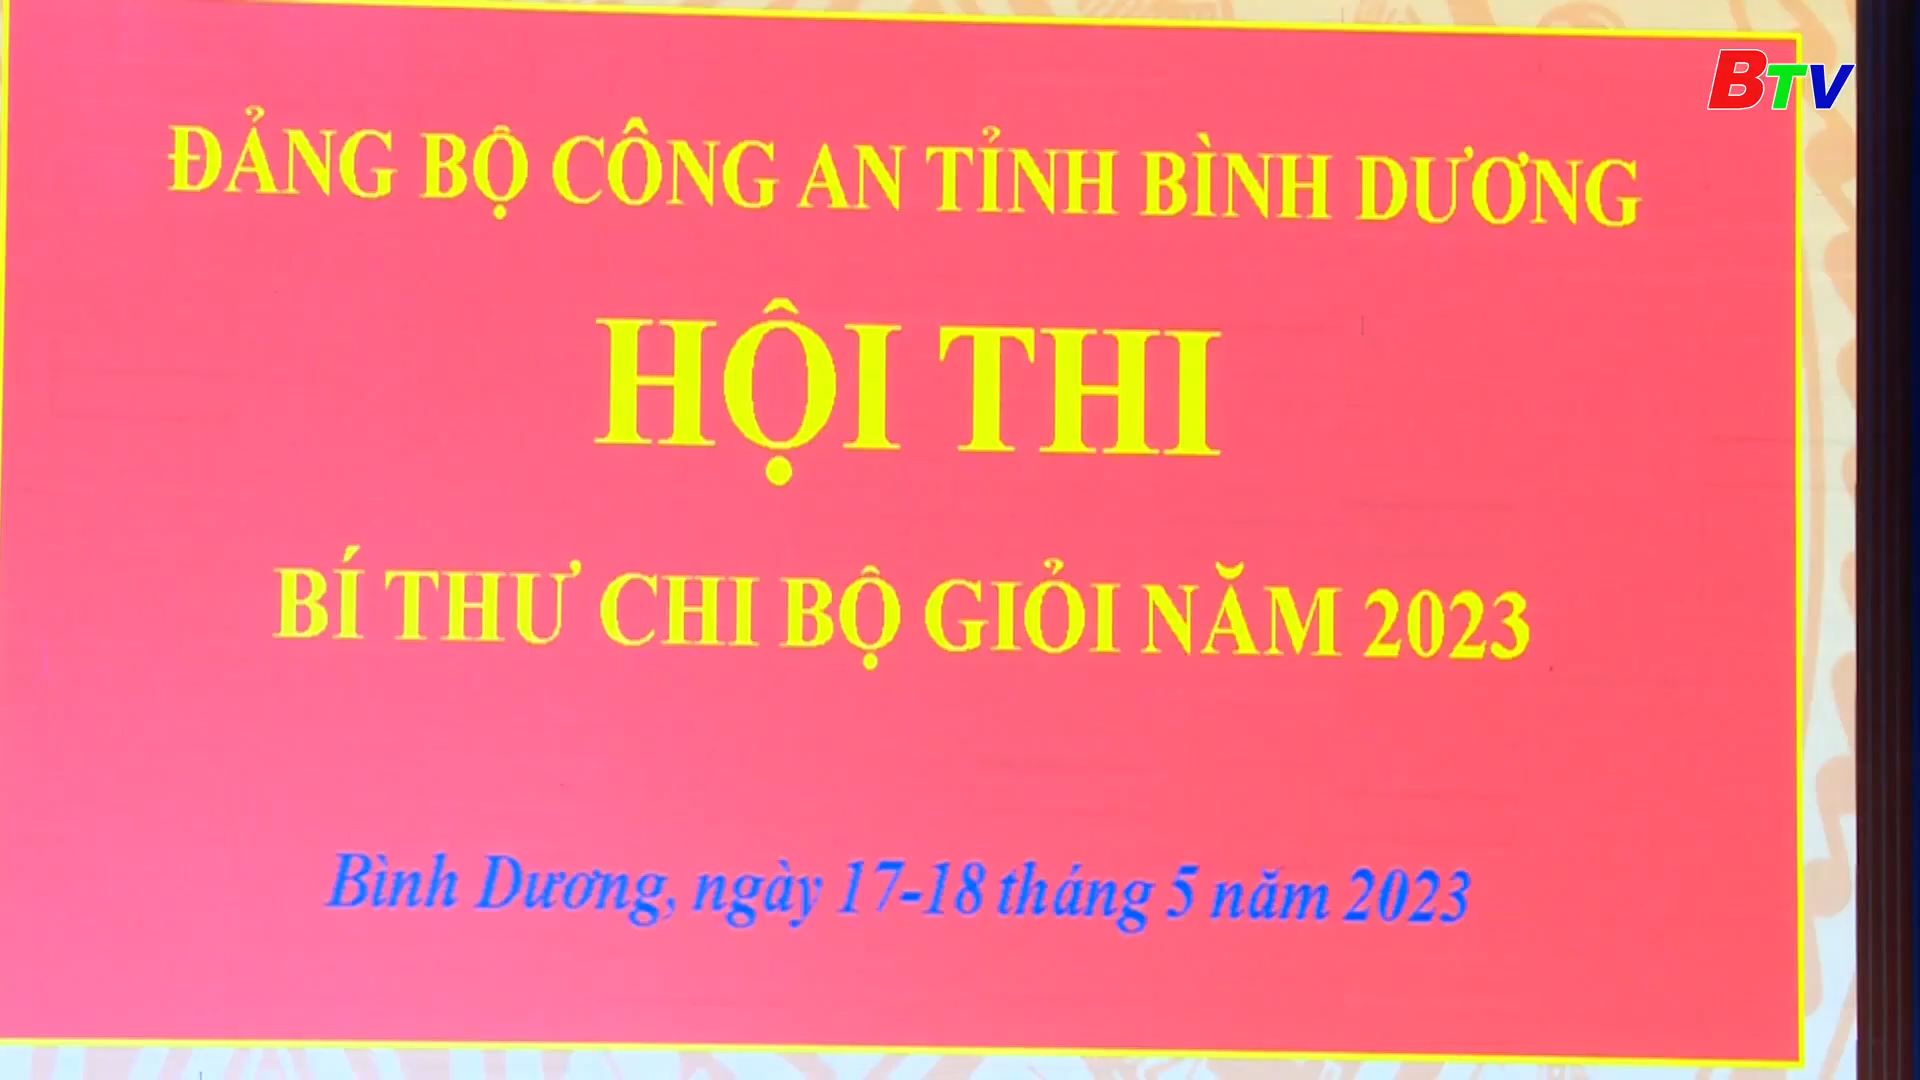 BTV
ĐẢNG BỘ CÔNG AN TỈNH BÌNH DƯƠNG
HỘI THI
BÍ THƯ CHI BỘ GIỎI NĂM 2023
Bình Dương, ngày 17-18 tháng 5 năm 2023